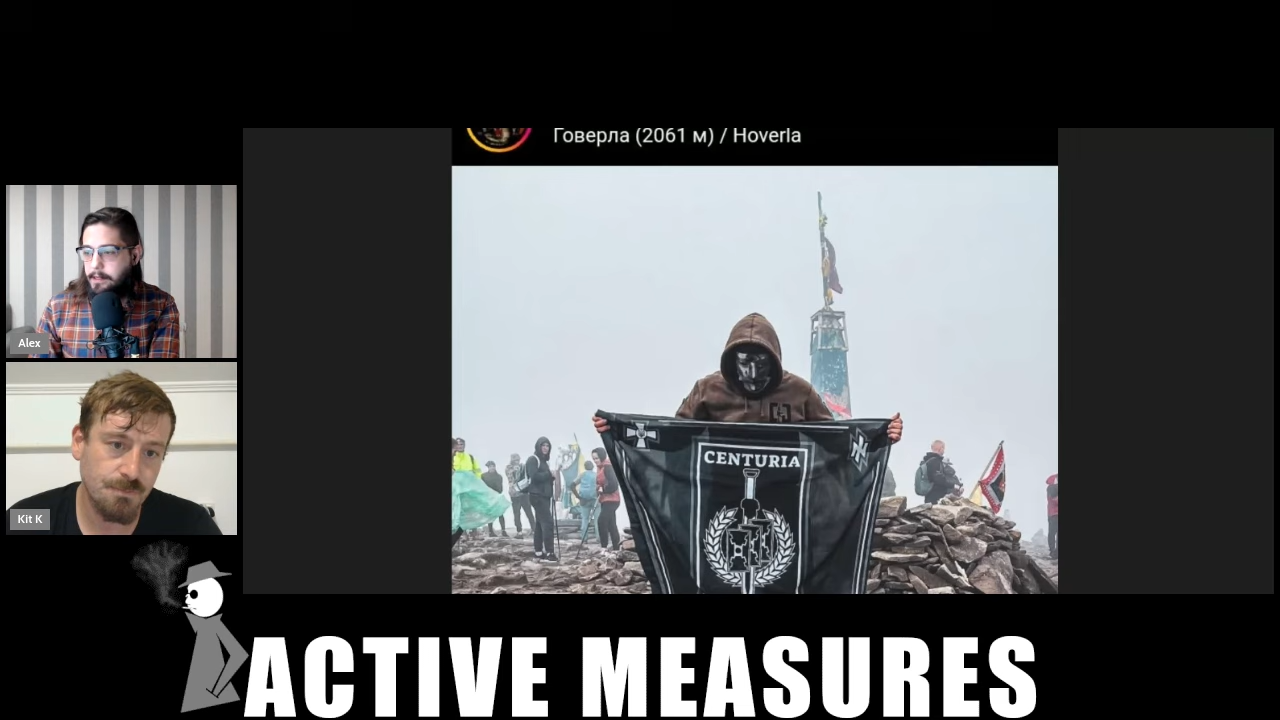 Говерла (2061 м) / Hoverla
Alex
CENTURIA
Kit K
ACTIVE MEASURES